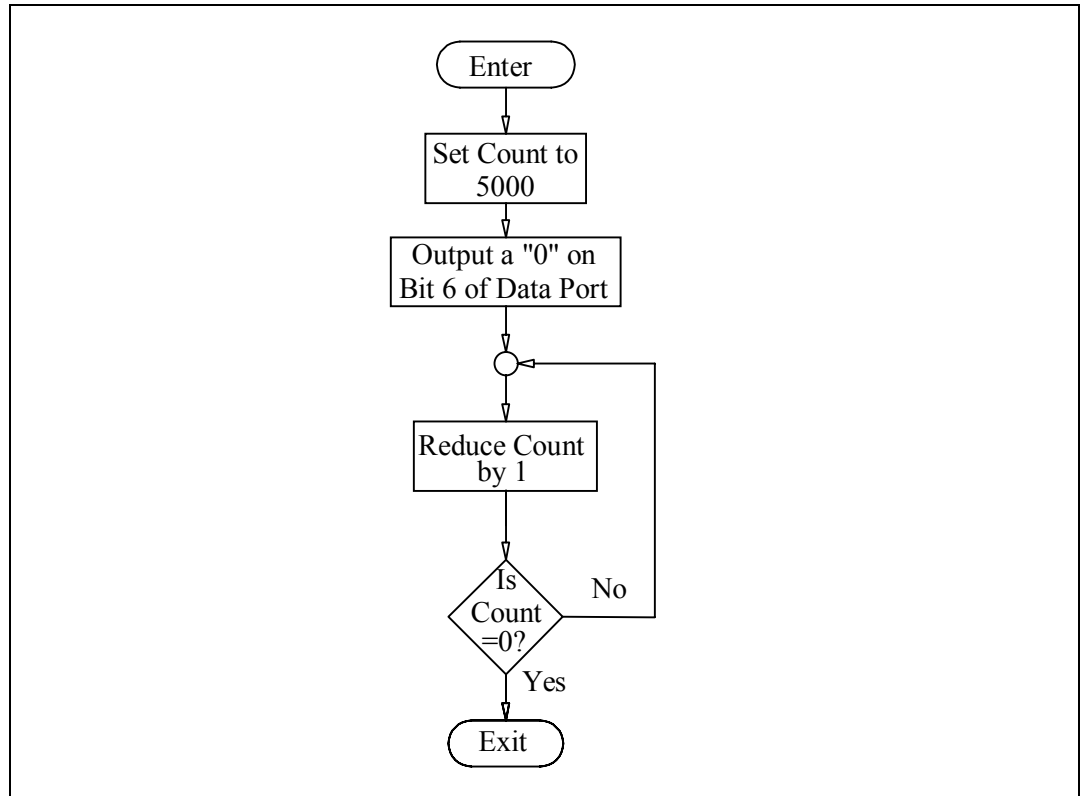 Enter
Set Count to
5000
Output a "0" on
Bit 6 of Data Port
Reduce Count
by 1
Is
Count
=0?
No
Yes
Exit